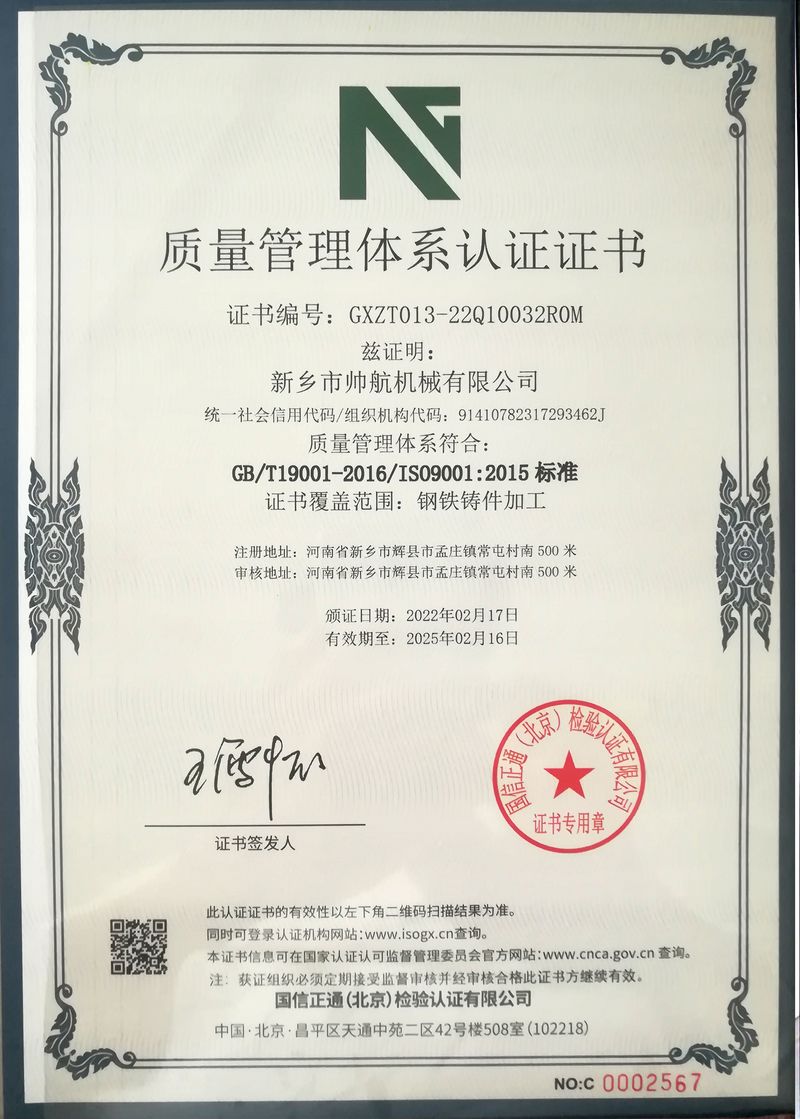 质量管理体系认证证书
证书编号：GXZT013-22Q10032R0M
兹证明：
新乡市帅航机械有限公司
统一社会信用代码/组织机构代码：91410782317293462J
质量管理体系符合：
GB/T19001-2016/ISO9001:2015 标准
证书覆盖范围：钢铁铸件加工
注册地址：河南省新乡市辉县市孟庄镇常屯村南 500 米
审核地址：河南省新乡市辉县市孟庄镇常屯村南 500 米
颁证日期：2022年02月17日
有效期至：2025年02月16日
国信正通（北京）检验认证有限公司
证书专用章
证书签发人
此认证证书的有效性以左下角二维码扫描结果为准。
同时可登录认证机构网站:www.isogx.cn查询。
本证书信息可在国家认证认可监督管理委员会官方网站:www.cnca.gov.cn 查询。
注：获证组织必须定期接受监督审核并经审核合格此证书方继续有效。
国信正通(北京)检验认证有限公司
中国·北京·昌平区天通中苑二区42号楼508室(102218)
NO:C 0002567